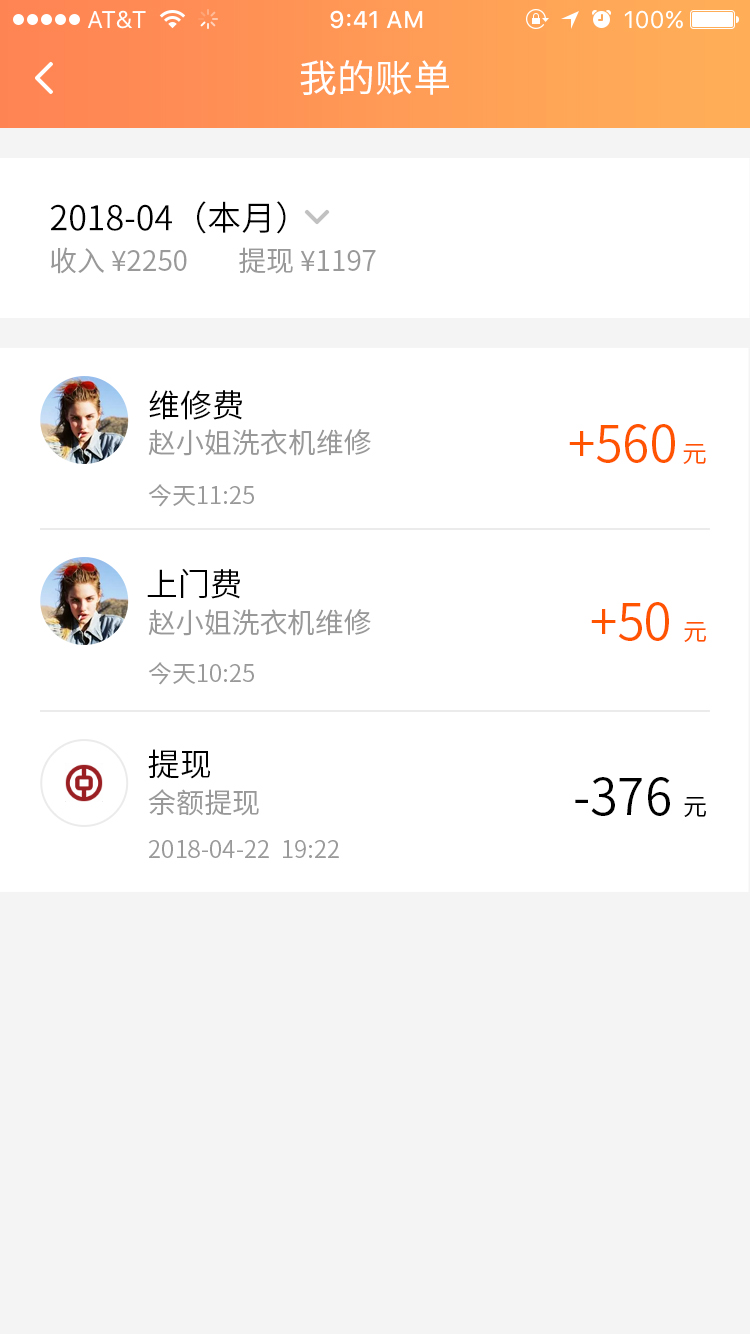 AT&T 9:41 AM 100%
我的账单
2018-04（本月）
收入 ¥2250 提现 ¥1197
维修费
赵小姐洗衣机维修
+560 元
今天11:25
上门费
赵小姐洗衣机维修
+50 元
今天10:25
提现
余额提现
-376 元
2018-04-22 19:22